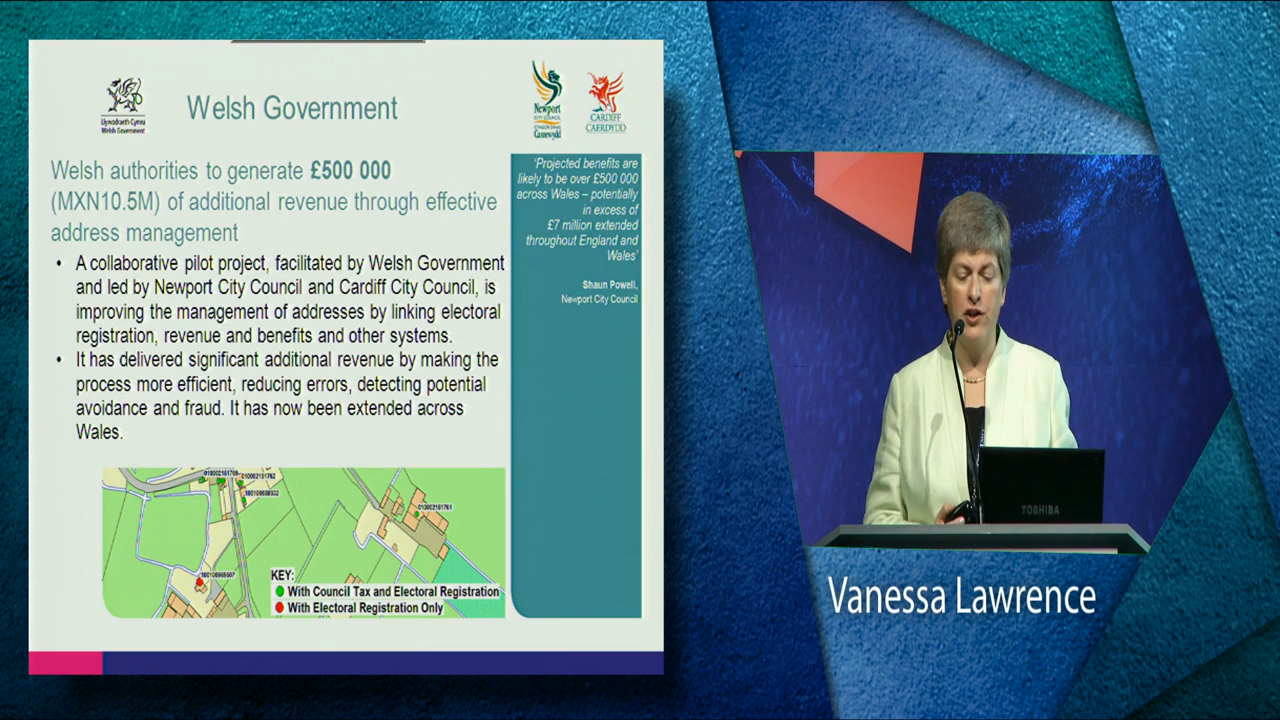 Llywodraeth Cymru
Welsh Government
Welsh Government
Newport
CITY COUNCIL
CYNGOR DINAS
Casnewydd
CARDIFF
CAERDYDD
Welsh authorities to generate £500 000
(MXN10.5M) of additional revenue through effective
address management
• A collaborative pilot project, facilitated by Welsh Government
and led by Newport City Council and Cardiff City Council, is
improving the management of addresses by linking electoral
registration, revenue and benefits and other systems.
• It has delivered significant additional revenue by making the
process more efficient, reducing errors, detecting potential
avoidance and fraud. It has now been extended across
Wales.
'Projected benefits are
likely to be over £500 000
across Wales – potentially
in excess of
£7 million extended
throughout England and
Wales'
Shaun Powell,
Newport City Council
010002151762
010002151761
KEY:
With Council Tax and Electoral Registration
With Electoral Registration Only
TOSHIBA
Vanessa Lawrence